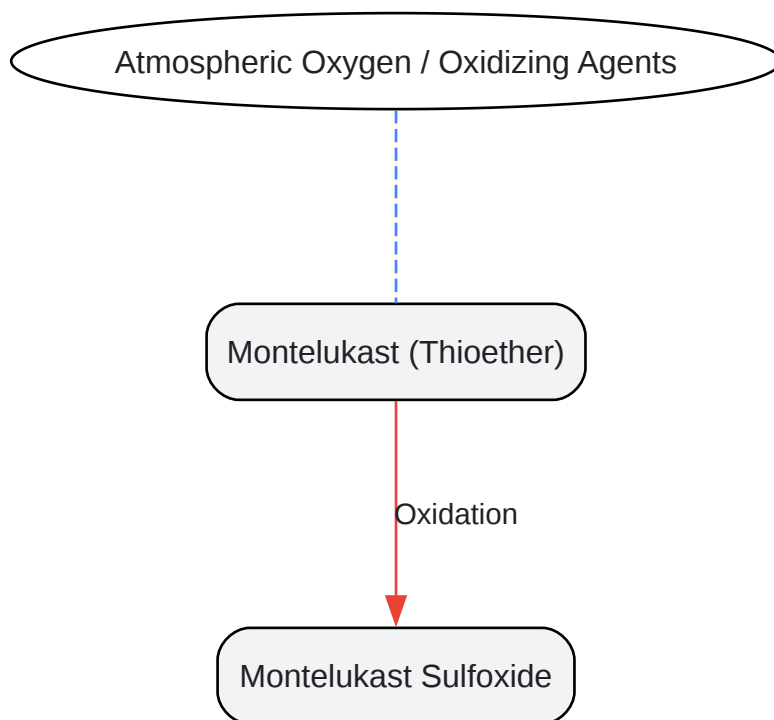 Atmospheric Oxygen / Oxidizing Agents
Montelukast (Thioether)
Oxidation
Montelukast Sulfoxide